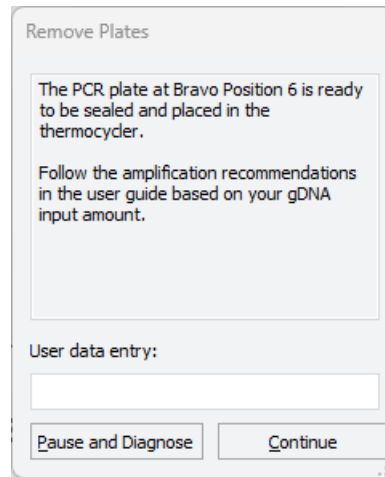 Remove Plates
The PCR plate at Bravo Position 6 is ready
to be sealed and placed in the
thermocycler.
Follow the amplification recommendations
in the user guide based on your gDNA
input amount.
User data entry:
Pause and Diagnose
Continue